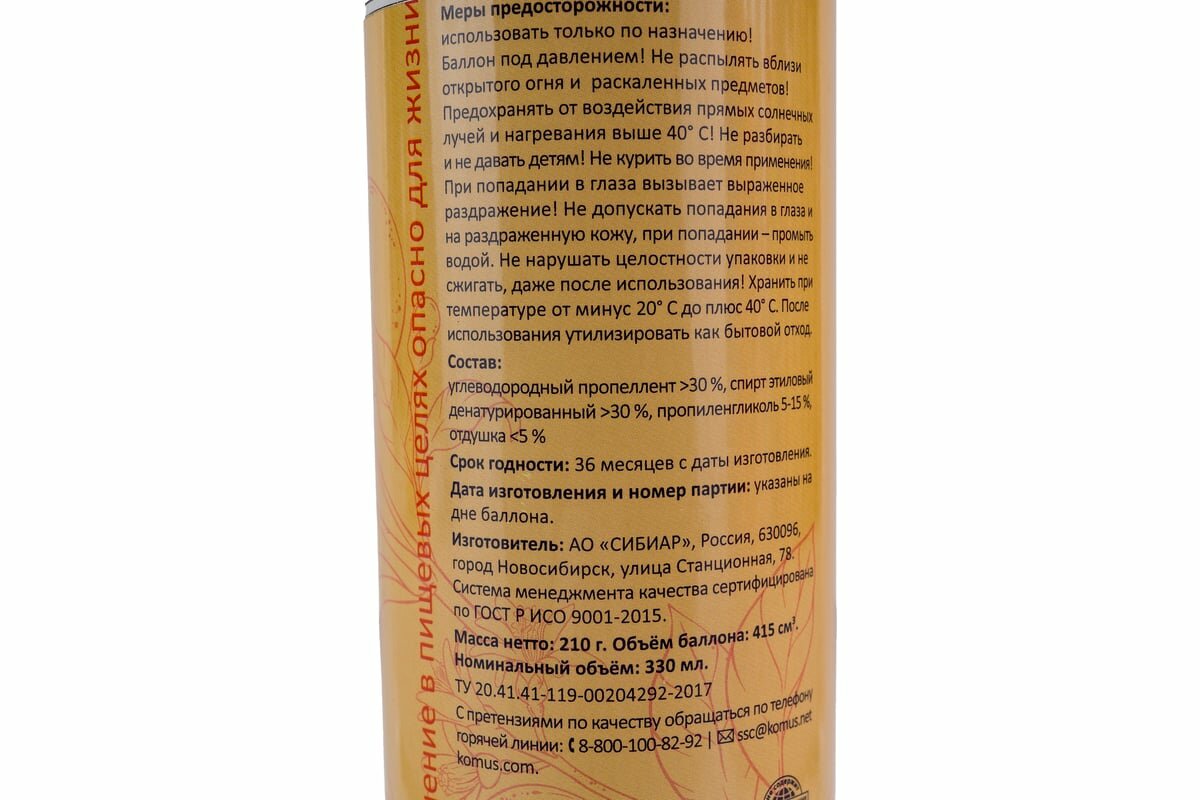 Меры предосторожности:
использовать только по назначению!
Баллон под давлением! Не распылять вблизи
открытого огня и раскаленных предметов!
Предохранять от воздействия прямых солнечных
лучей и нагревания выше 40° С! Не разбирать
и не давать детям! Не курить во время применения!
При попадании в глаза вызывает выраженное
раздражение! Не допускать попадания в глаза и
на раздраженную кожу, при попадании – промыть
водой. Не нарушать целостности упаковки и не
сжигать, даже после использования! Хранить при
температуре от минус 20° С до плюс 40° С. После
использования утилизировать как бытовой отход.
Состав:
углеводородный пропеллент >30 %, спирт этиловый
денатурированный >30 %, пропиленгликоль 5-15 %,
отдушка <5 %
Срок годности: 36 месяцев с даты изготовления.
Дата изготовления и номер партии: указаны на
дне баллона.
Изготовитель: АО «СИБИАР», Россия, 630096,
город Новосибирск, улица Станционная, 78.
Система менеджмента качества сертифицирована
по ГОСТ Р ИСО 9001-2015.
Масса нетто: 210 г. Объём баллона: 415 см³.
Номинальный объём: 330 мл.
ТУ 20.41.41-119-00204292-2017
С претензиями по качеству обращаться по телефону
горячей линии: 8-800-100-82-92 | ssc@komus.net
komus.com.
в пищевых целях опасно для жизни